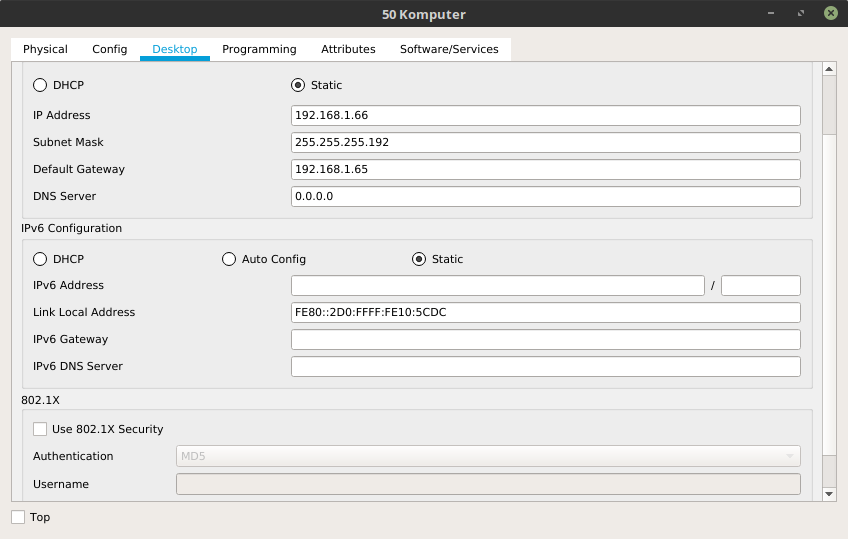 50 Komputer
Physical Config Desktop Programming Attributes Software/Services
DHCP Static
IP Address 192.168.1.66
Subnet Mask 255.255.255.192
Default Gateway 192.168.1.65
DNS Server 0.0.0.0
IPv6 Configuration
DHCP Auto Config Static
IPv6 Address /
Link Local Address FE80::2D0:FFFF:FE10:5CDC
IPv6 Gateway
IPv6 DNS Server
802.1X
Use 802.1X Security
Authentication MD5
Username
Top